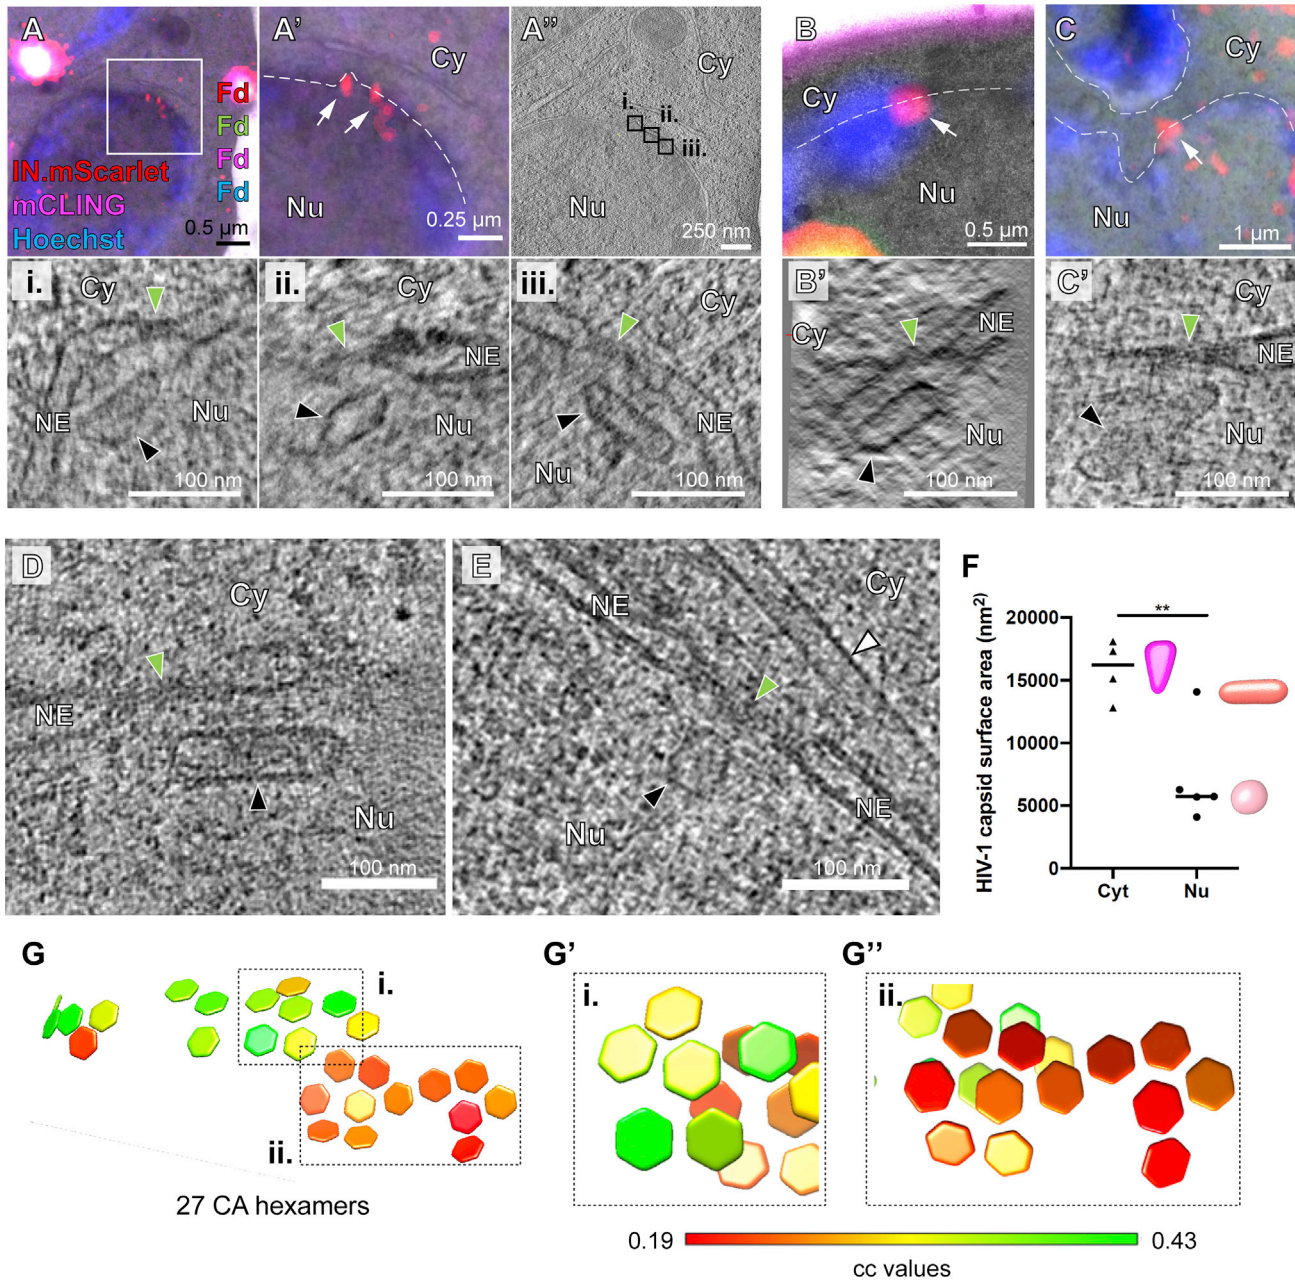 A
Cy
Fd
Fd
Fd
Fd
IN.mScarlet
mCLING
Hoechst
0.5 µm
A’
Cy
Nu
0.25 µm
A’’
Cy
i.
ii.
iii.
Nu
250 nm
B
Cy
Nu
0.5 µm
C
Cy
Nu
1 µm
i.
Cy
NE
Nu
100 nm
ii.
Cy
NE
Nu
100 nm
iii.
Cy
NE
Nu
100 nm
B’
Cy
NE
Nu
100 nm
C’
Cy
NE
Nu
100 nm
D
Cy
NE
Nu
100 nm
E
NE
Cy
NE
Nu
100 nm
F
HIV-1 capsid surface area (nm²)
20000
15000
10000
5000
0
**
Cyt
Nu
G
i.
ii.
27 CA hexamers
G’
i.
G’’
ii.
0.19
0.43
cc values